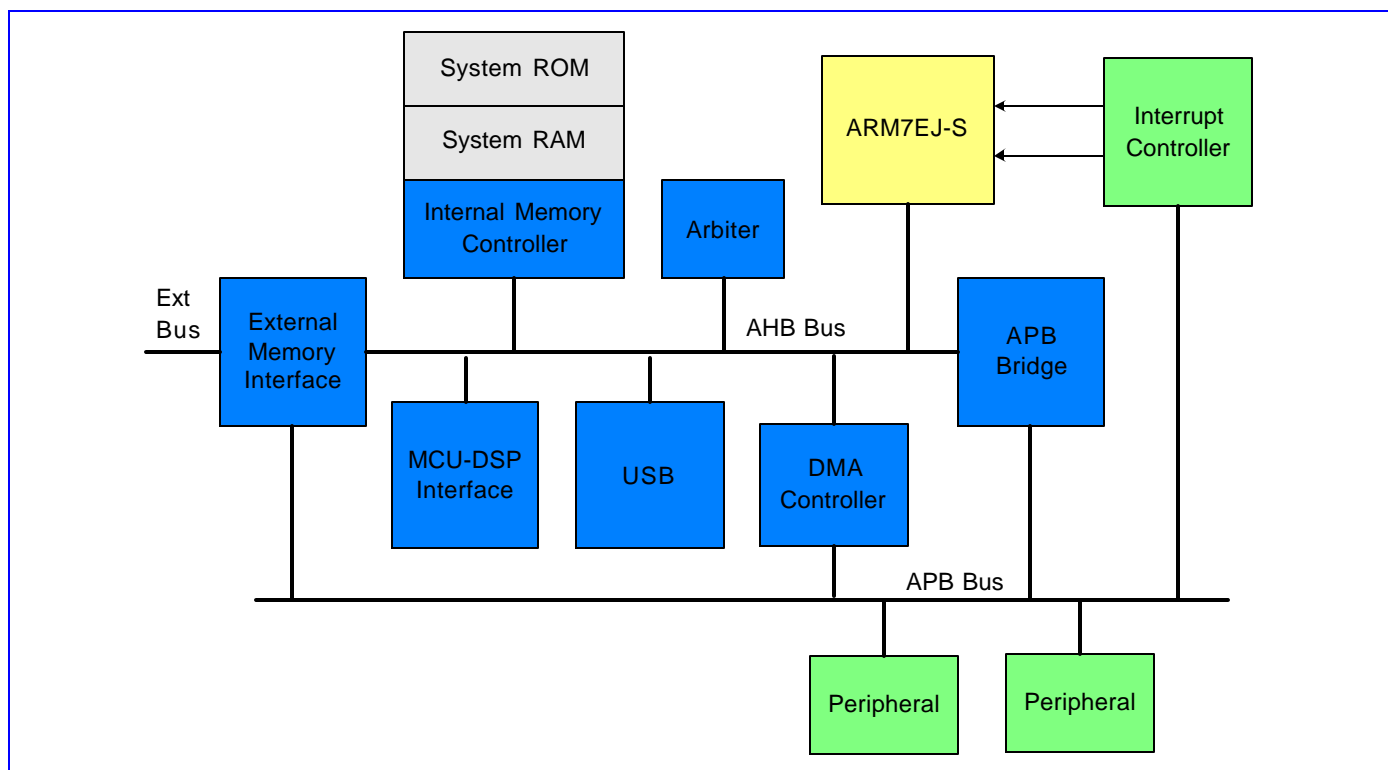 System ROM
System RAM
Internal Memory
Controller
Arbiter
ARM7EJ-S
Interrupt
Controller
Ext
Bus
External
Memory
Interface
AHB Bus
APB
Bridge
MCU-DSP
Interface
USB
DMA
Controller
APB Bus
Peripheral
Peripheral